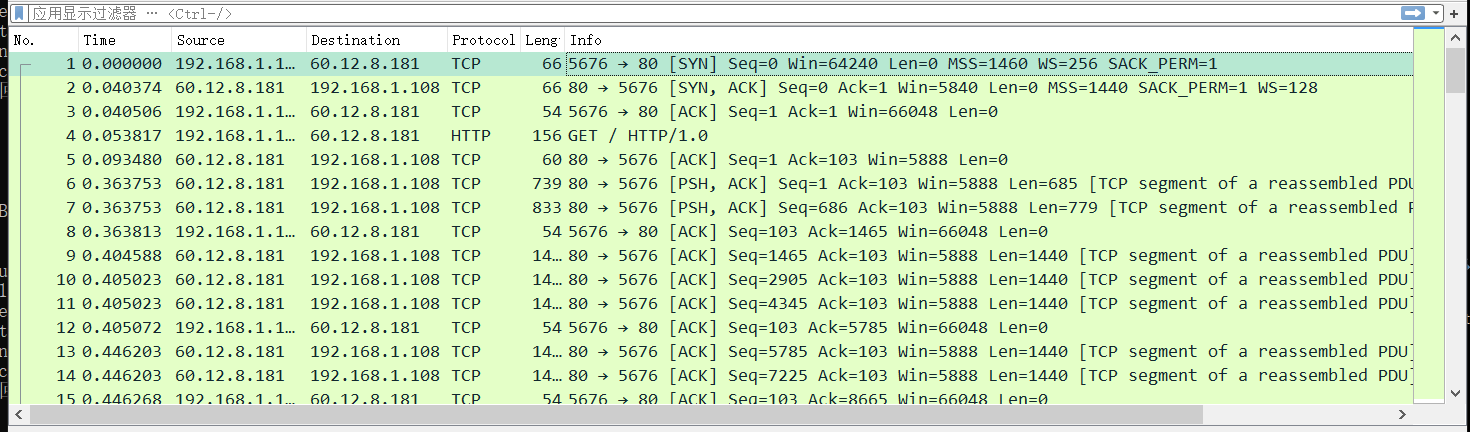 应用显示过滤器 … <Ctrl-/>
No. Time Source Destination Protocol Leng Info
1 0.000000 192.168.1.1… 60.12.8.181 TCP 66 5676 → 80 [SYN] Seq=0 Win=64240 Len=0 MSS=1460 WS=256 SACK_PERM=1
2 0.040374 60.12.8.181 192.168.1.108 TCP 66 80 → 5676 [SYN, ACK] Seq=0 Ack=1 Win=5840 Len=0 MSS=1440 SACK_PERM=1 WS=128
3 0.040506 192.168.1.1… 60.12.8.181 TCP 54 5676 → 80 [ACK] Seq=1 Ack=1 Win=66048 Len=0
4 0.053817 192.168.1.1… 60.12.8.181 HTTP 156 GET / HTTP/1.0
5 0.093480 60.12.8.181 192.168.1.108 TCP 60 80 → 5676 [ACK] Seq=1 Ack=103 Win=5888 Len=0
6 0.363753 60.12.8.181 192.168.1.108 TCP 739 80 → 5676 [PSH, ACK] Seq=1 Ack=103 Win=5888 Len=685 [TCP segment of a reassembled PDU
7 0.363753 60.12.8.181 192.168.1.108 TCP 833 80 → 5676 [PSH, ACK] Seq=686 Ack=103 Win=5888 Len=779 [TCP segment of a reassembled
8 0.363813 192.168.1.1… 60.12.8.181 TCP 54 5676 → 80 [ACK] Seq=103 Ack=1465 Win=66048 Len=0
9 0.404588 60.12.8.181 192.168.1.108 TCP 14… 80 → 5676 [ACK] Seq=1465 Ack=103 Win=5888 Len=1440 [TCP segment of a reassembled PDU]
10 0.405023 60.12.8.181 192.168.1.108 TCP 14… 80 → 5676 [ACK] Seq=2905 Ack=103 Win=5888 Len=1440 [TCP segment of a reassembled PDU]
11 0.405023 60.12.8.181 192.168.1.108 TCP 14… 80 → 5676 [ACK] Seq=4345 Ack=103 Win=5888 Len=1440 [TCP segment of a reassembled PDU]
12 0.405072 192.168.1.1… 60.12.8.181 TCP 54 5676 → 80 [ACK] Seq=103 Ack=5785 Win=66048 Len=0
13 0.446203 60.12.8.181 192.168.1.108 TCP 14… 80 → 5676 [ACK] Seq=5785 Ack=103 Win=5888 Len=1440 [TCP segment of a reassembled PDU]
14 0.446203 60.12.8.181 192.168.1.108 TCP 14… 80 → 5676 [ACK] Seq=7225 Ack=103 Win=5888 Len=1440 [TCP segment of a reassembled PDU]
15 0.446268 192.168.1.1… 60.12.8.181 TCP 54 5676 → 80 [ACK] Seq=103 Ack=8665 Win=66048 Len=0